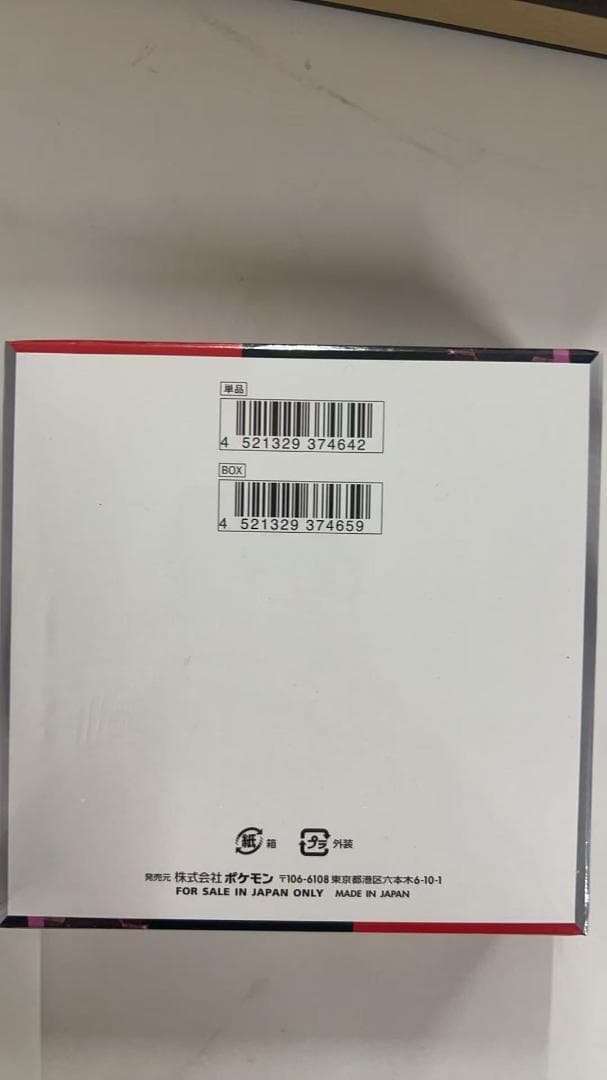 単品
4 521329 374642
BOX
4 521329 374659
紙 箱 プラ 外装
発売元 株式会社 ポケモン 〒106-6108 東京都港区六本木6-10-1
FOR SALE IN JAPAN ONLY MADE IN JAPAN